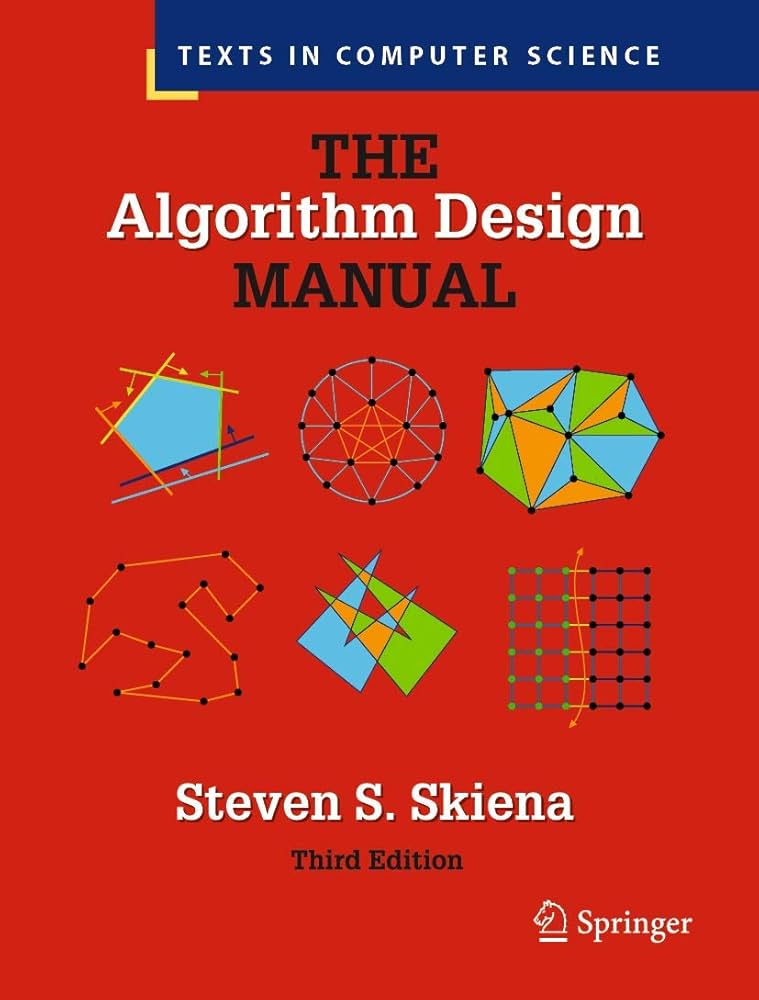 TEXTS IN COMPUTER SCIENCE
THE
Algorithm Design
MANUAL
Steven S. Skiena
Third Edition
Springer